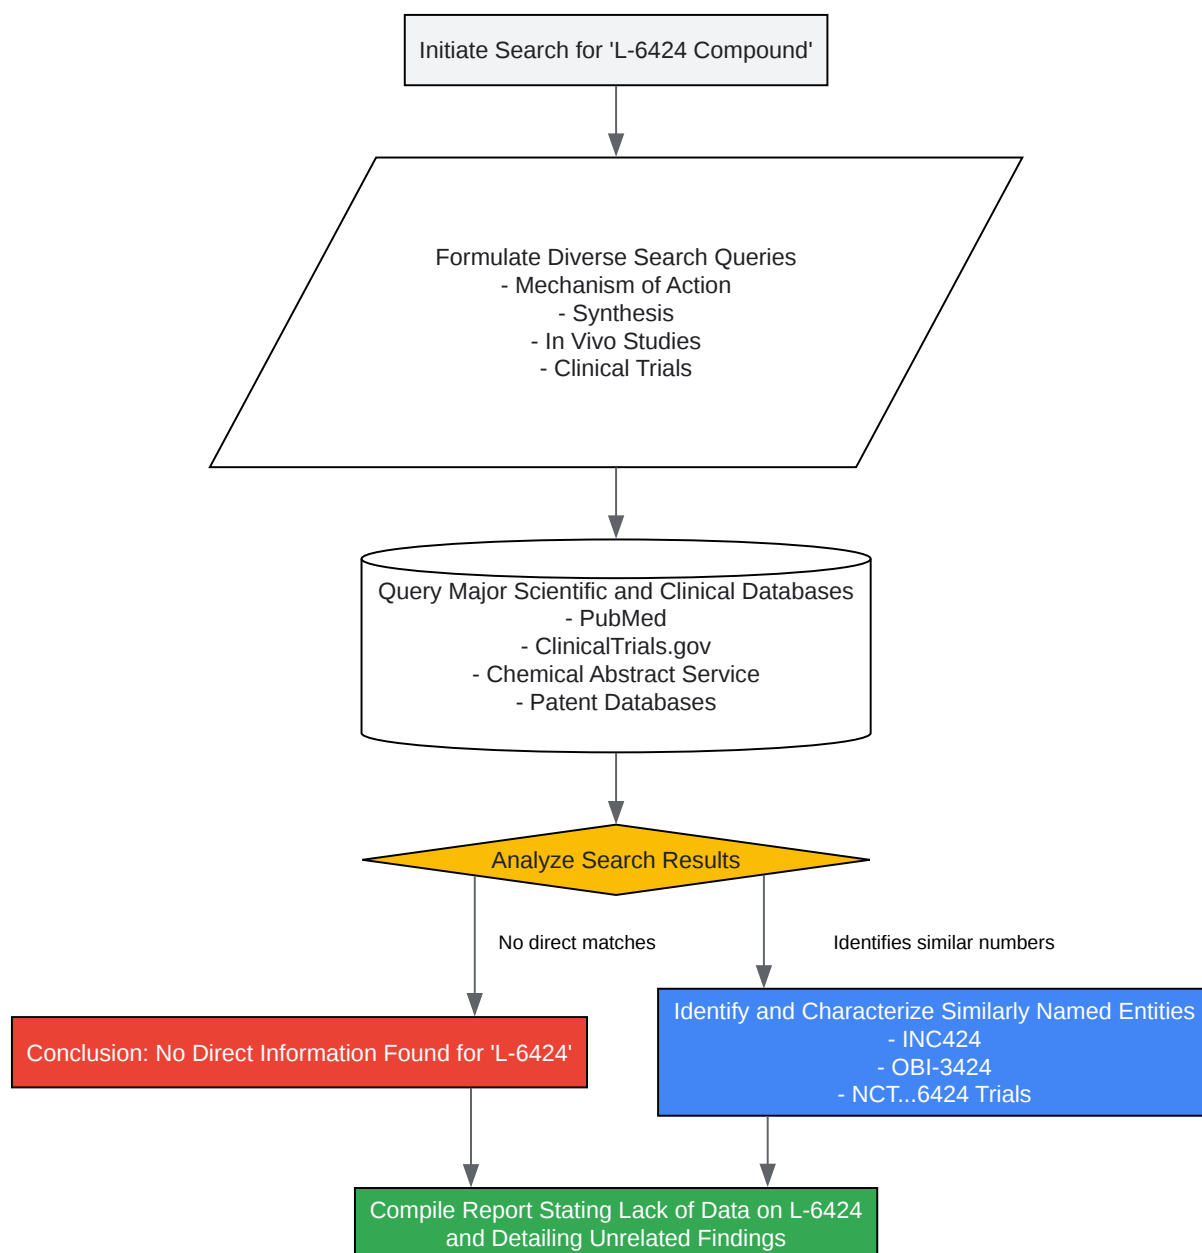 Initiate Search for 'L-6424 Compound'
Formulate Diverse Search Queries
- Mechanism of Action
- Synthesis
- In Vivo Studies
- Clinical Trials
Query Major Scientific and Clinical Databases
- PubMed
- ClinicalTrials.gov
- Chemical Abstract Service
- Patent Databases
Analyze Search Results
No direct matches
Identifies similar numbers
Conclusion: No Direct Information Found for 'L-6424'
Identify and Characterize Similarly Named Entities
- INC424
- OBI-3424
- NCT...6424 Trials
Compile Report Stating Lack of Data on L-6424
and Detailing Unrelated Findings